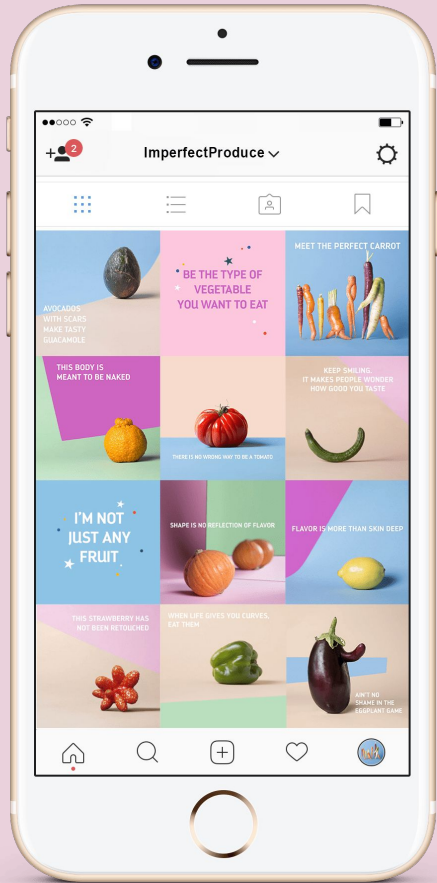 2
ImperfectProduce
AVOCADOS
WITH SCARS
MAKE TASTY
GUACAMOLE
BE THE TYPE OF
VEGETABLE
YOU WANT TO EAT
MEET THE PERFECT CARROT
THIS BODY IS
MEANT TO BE NAKED
THERE IS NO WRONG WAY TO BE A TOMATO
KEEP SMILING.
IT MAKES PEOPLE WONDER
HOW GOOD YOU TASTE
I'M NOT
JUST ANY
FRUIT
SHAPE IS NO REFLECTION OF FLAVOR
FLAVOR IS MORE THAN SKIN DEEP
THIS STRAWBERRY HAS
NOT BEEN RETOUCHED
WHEN LIFE GIVES YOU CURVES,
EAT THEM
AIN'T NO
SHAME IN THE
EGGPLANT GAME